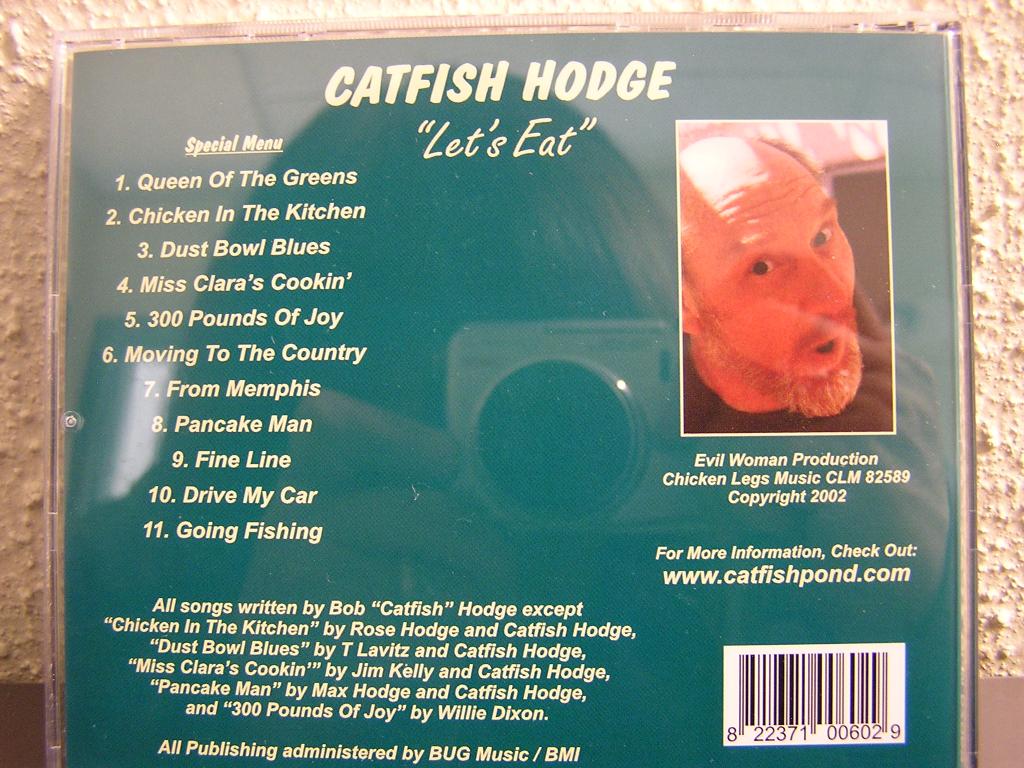 CATFISH HODGE
"Let's Eat"
Special Menu
1. Queen Of The Greens
2. Chicken In The Kitchen
3. Dust Bowl Blues
4. Miss Clara's Cookin'
5. 300 Pounds Of Joy
6. Moving To The Country
7. From Memphis
8. Pancake Man
9. Fine Line
10. Drive My Car
11. Going Fishing
Evil Woman Production
Chicken Legs Music CLM 82589
Copyright 2002
For More Information, Check Out:
www.catfishpond.com
All songs written by Bob "Catfish" Hodge except
"Chicken In The Kitchen" by Rose Hodge and Catfish Hodge,
"Dust Bowl Blues" by T Lavitz and Catfish Hodge,
"Miss Clara's Cookin'" by Jim Kelly and Catfish Hodge,
"Pancake Man" by Max Hodge and Catfish Hodge,
and "300 Pounds Of Joy" by Willie Dixon.
All Publishing administered by BUG Music / BMI
8 22371 00602 9